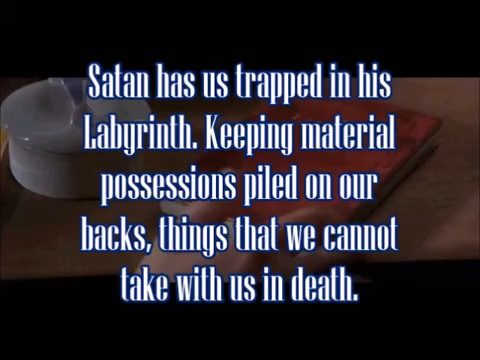 Satan has us trapped in his
Labyrinth. Keeping material
possessions piled on our
backs, things that we cannot
take with us in death.